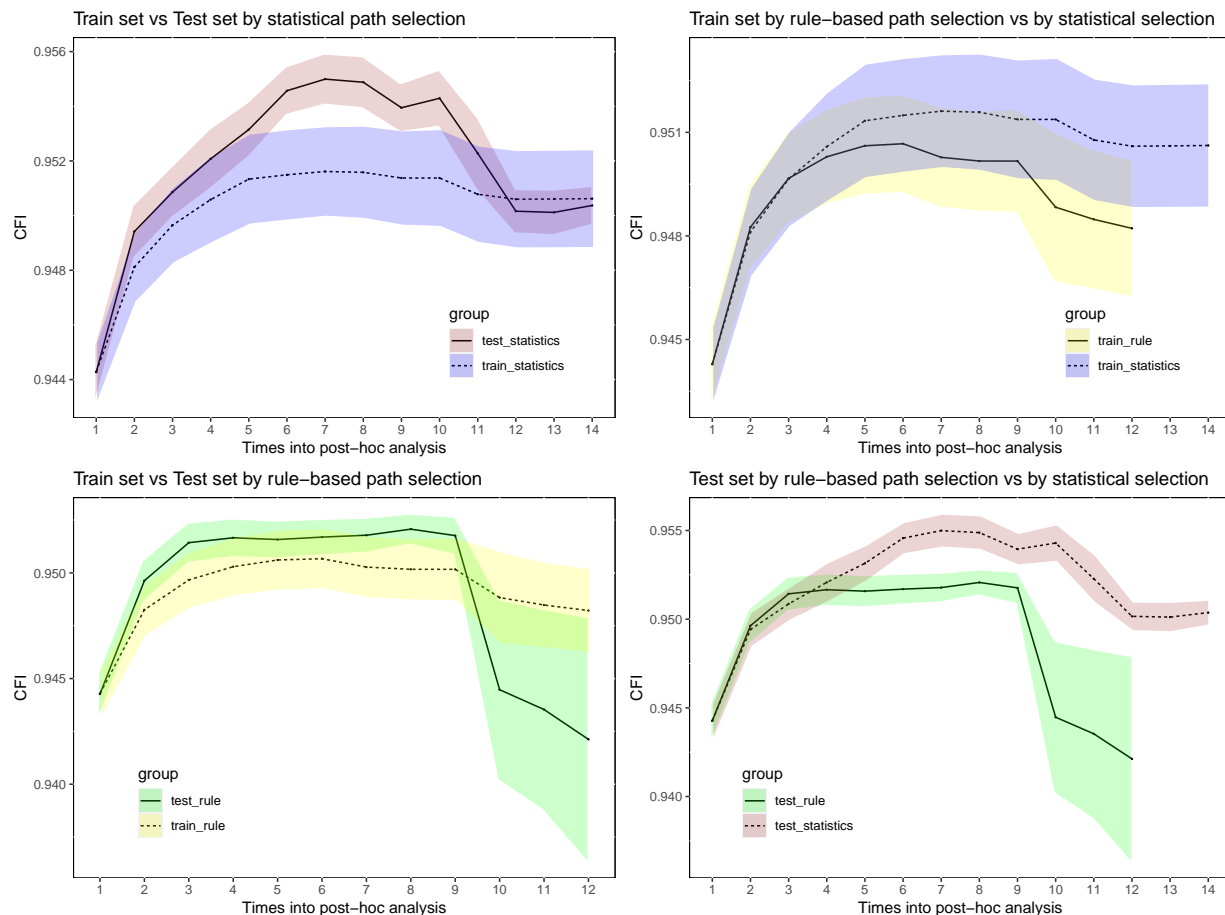 Train set vs Test set by statistical path selection
0.956
0.952
0.948
0.944
CFI
group
test_statistics
train_statistics
1 2 3 4 5 6 7 8 9 10 11 12 13 14
Times into post−hoc analysis
Train set by rule−based path selection vs by statistical selection
0.951
0.948
0.945
CFI
group
train_rule
train_statistics
1 2 3 4 5 6 7 8 9 10 11 12 13 14
Times into post−hoc analysis
Train set vs Test set by rule−based path selection
0.950
0.945
0.940
CFI
group
test_rule
train_rule
1 2 3 4 5 6 7 8 9 10 11 12
Times into post−hoc analysis
Test set by rule−based path selection vs by statistical selection
0.955
0.950
0.945
0.940
CFI
group
test_rule
test_statistics
1 2 3 4 5 6 7 8 9 10 11 12 13 14
Times into post−hoc analysis